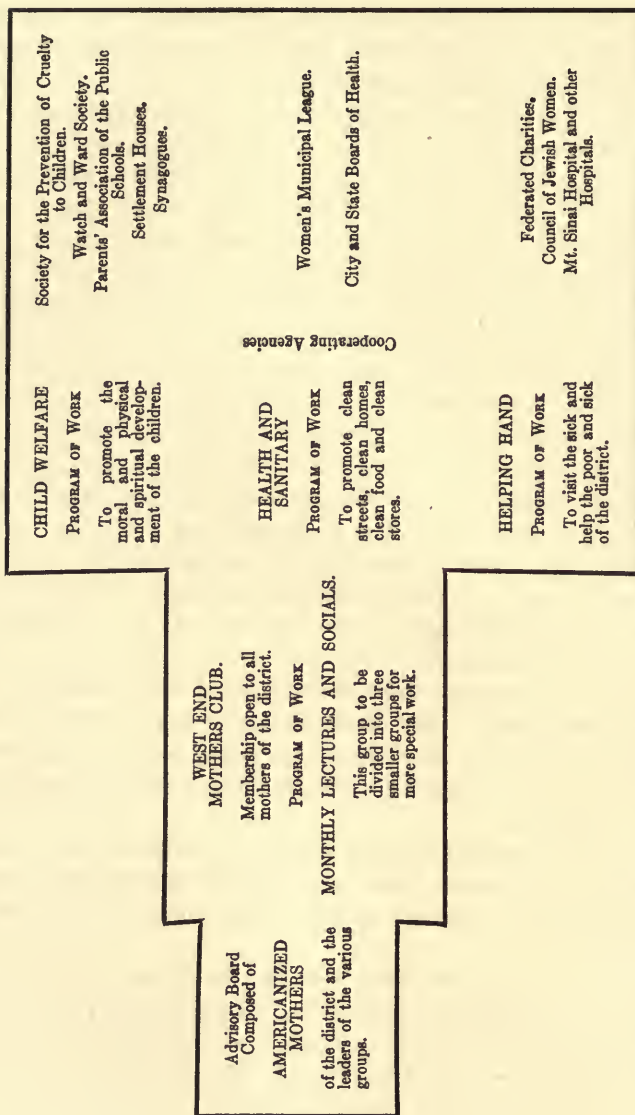 Advisory Board
Composed of
AMERICANIZED
MOTHERS
of the district and the
leaders of the various
groups.
WEST END
MOTHERS CLUB.
Membership open to all
mothers of the district.
PROGRAM OF WORK
MONTHLY LECTURES AND SOCIALS.
This group to be
divided into three
smaller groups for
more special work.
CHILD WELFARE
PROGRAM OF WORK
To promote the
moral and physical
and spiritual develop-
ment of the children.
HEALTH AND
SANITARY
PROGRAM OF WORK
To promote clean
streets, clean homes,
clean food and clean
stores.
HELPING HAND
PROGRAM OF WORK
To visit the sick and
help the poor and sick
of the district.
Cooperating Agencies
Society for the Prevention of Cruelty
to Children.
Watch and Ward Society.
Parents' Association of the Public
Schools.
Settlement Houses.
Synagogues.
Women's Municipal League.
City and State Boards of Health.
Federated Charities.
Council of Jewish Women.
Mt. Sinai Hospital and other
Hospitals.